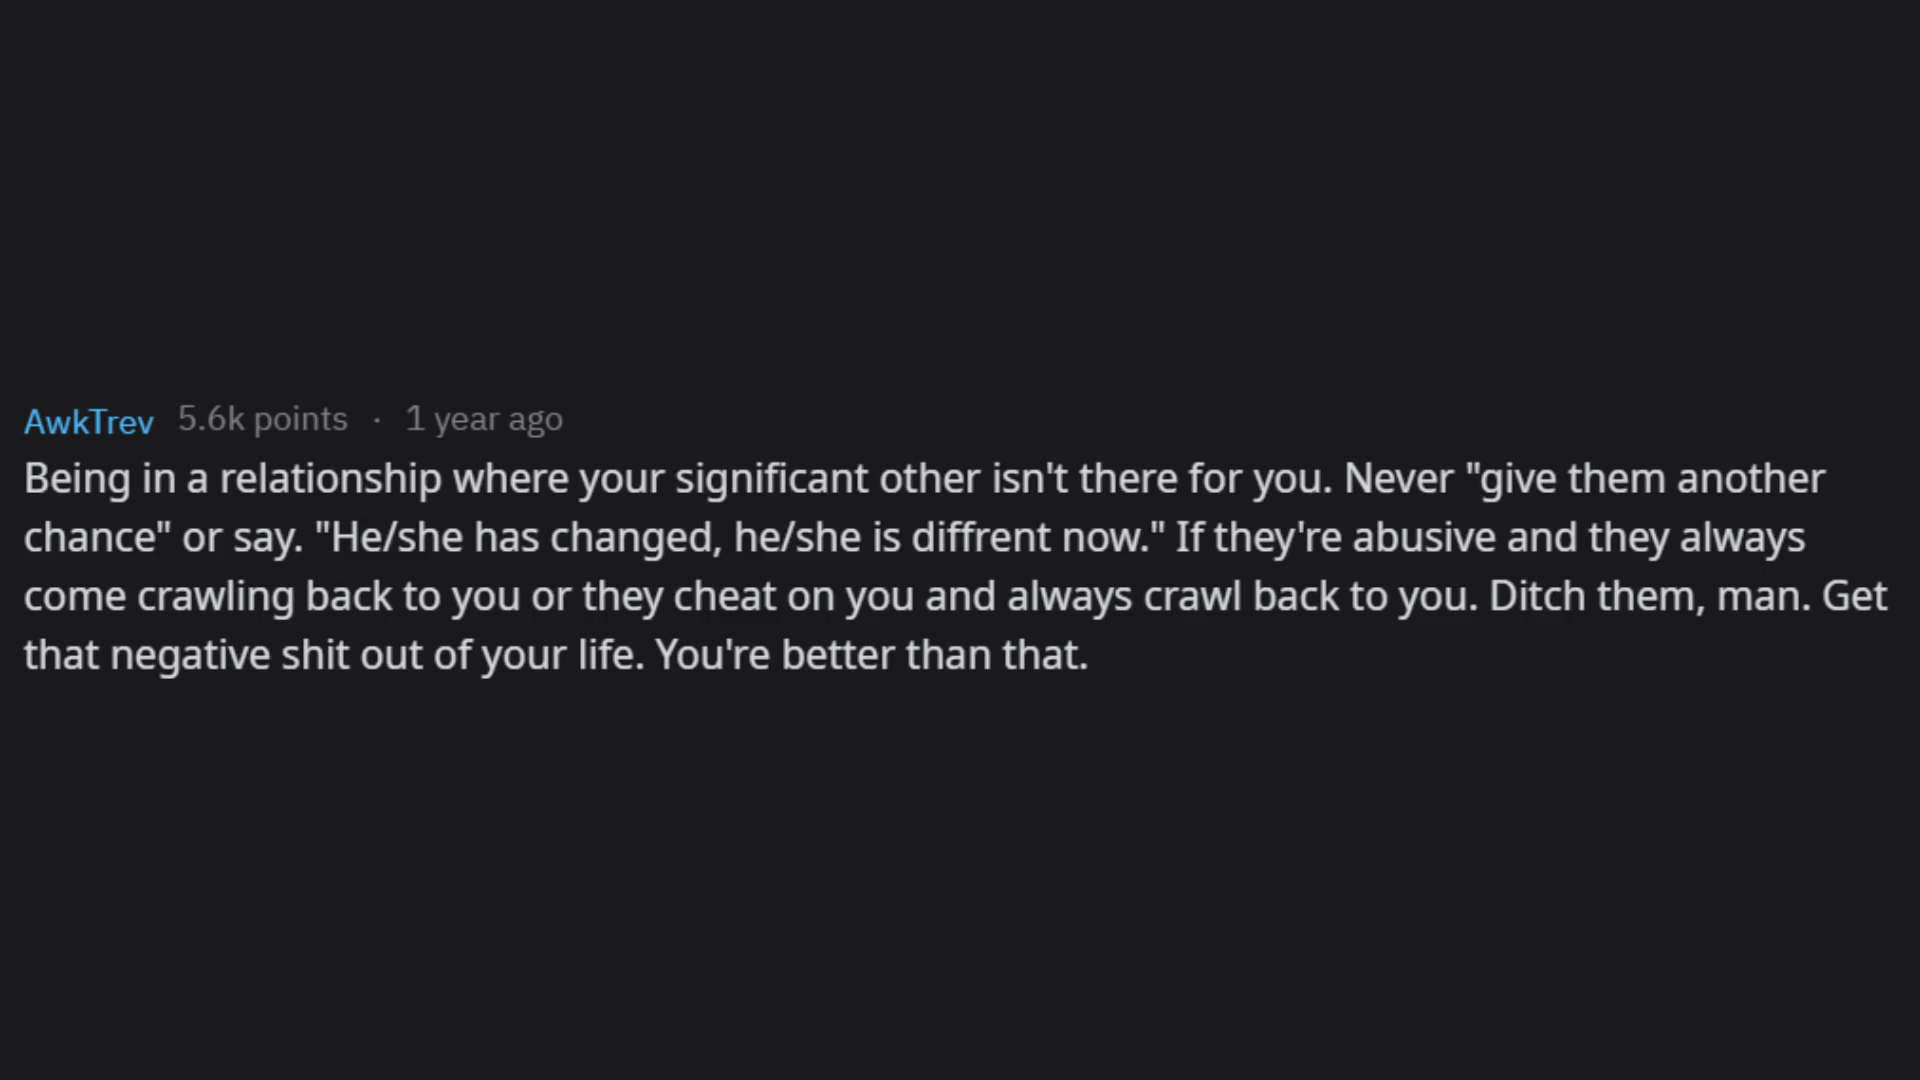 AwkTrev 5.6k points · 1 year ago
Being in a relationship where your significant other isn't there for you. Never "give them another
chance" or say. "He/she has changed, he/she is diffrent now." If they're abusive and they always
come crawling back to you or they cheat on you and always crawl back to you. Ditch them, man. Get
that negative shit out of your life. You're better than that.